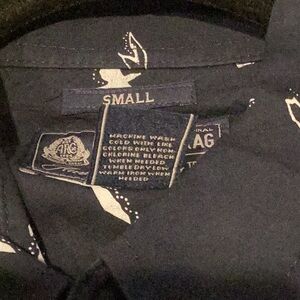 SMALL
MACHINE WASH
COLD WITH LIKE
COLORS ONLY NON-
CHLORINE BLEACH
WHEN NEEDED
TUMBLE DRY LOW
WARM IRON WHEN
NEEDED
INAL
AG